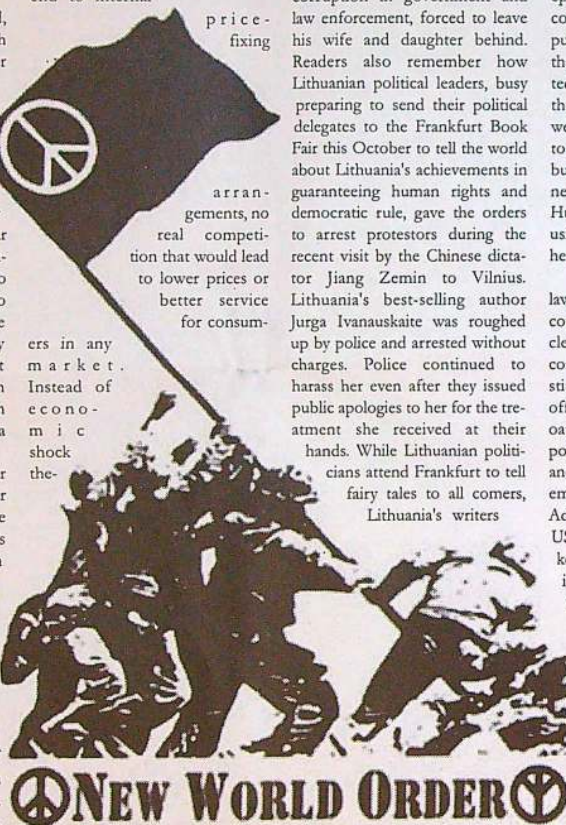 end to internal
price-
fixing
arran-
gements, no
real competi-
tion that would lead
to lower prices or
better service
for consum-
ers in any
market.
Instead of
econo-
mic
shock
the-
corruption in government and
law enforcement, forced to leave
his wife and daughter behind.
Readers also remember how
Lithuanian political leaders, busy
preparing to send their political
delegates to the Frankfurt Book
Fair this October to tell the world
about Lithuania's achievements in
guaranteeing human rights and
democratic rule, gave the orders
to arrest protestors during the
recent visit by the Chinese dicta-
tor Jiang Zemin to Vilnius.
Lithuania's best-selling author
Jurga Ivanauskaite was roughed
up by police and arrested without
charges. Police continued to
harass her even after they issued
public apologies to her for the tre-
atment she received at their
hands. While Lithuanian politi-
cians attend Frankfurt to tell
fairy tales to all comers,
Lithuania's writers
NEW WORLD ORDER